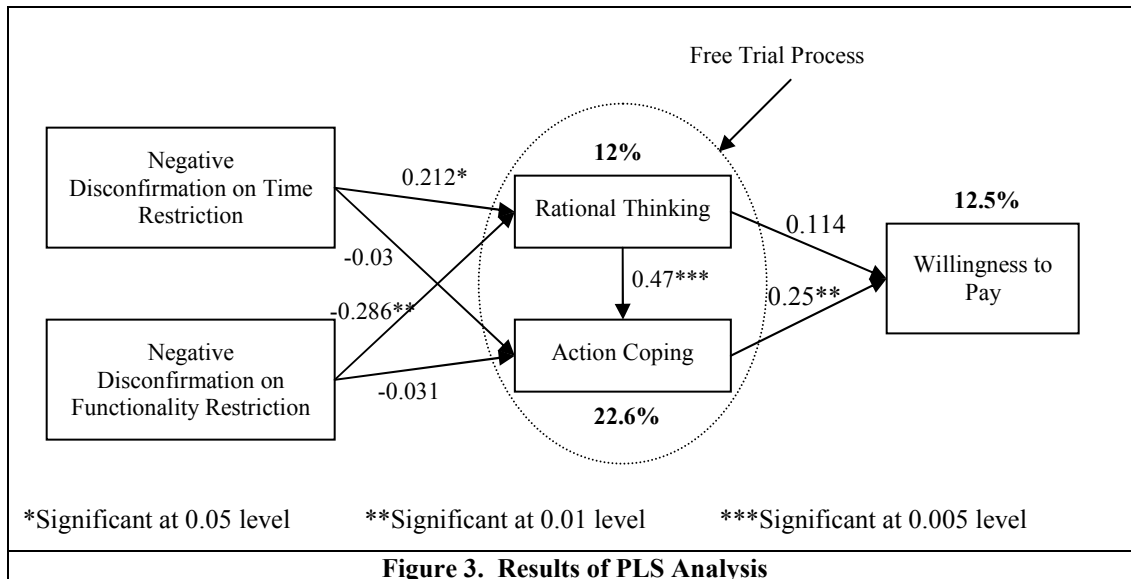 Free Trial Process
Negative
Disconfirmation on Time
Restriction
0.212*
12%
Rational Thinking
0.114
12.5%
Willingness to
Pay
-0.03
0.47***
-0.286**
0.25**
Negative
Disconfirmation on
Functionality Restriction
-0.031
Action Coping
22.6%
*Significant at 0.05 level **Significant at 0.01 level ***Significant at 0.005 level
Figure 3. Results of PLS Analysis